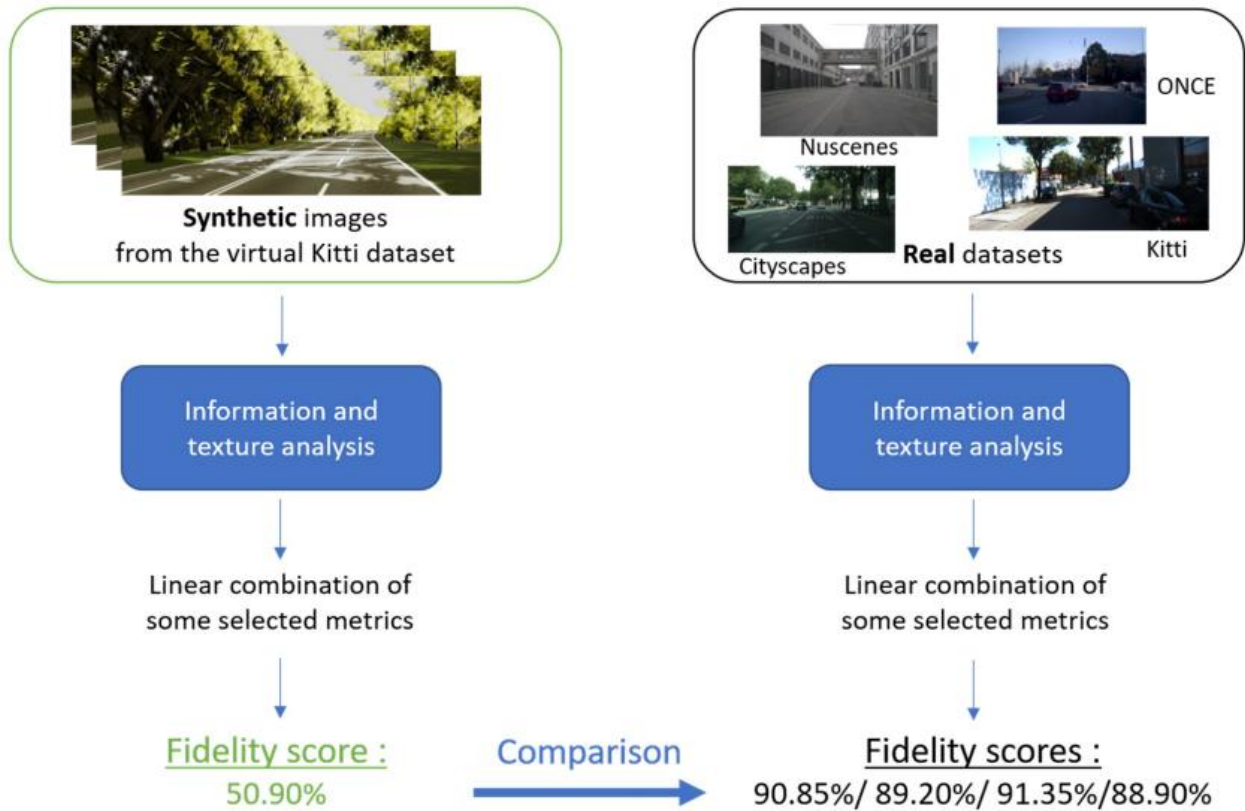 Synthetic images
from the virtual Kitti dataset
Nuscenes
ONCE
Cityscapes
Real datasets
Kitti
Information and
texture analysis
Information and
texture analysis
Linear combination of
some selected metrics
Linear combination of
some selected metrics
Fidelity score :
50.90%
Comparison
Fidelity scores :
90.85%/ 89.20%/ 91.35%/88.90%